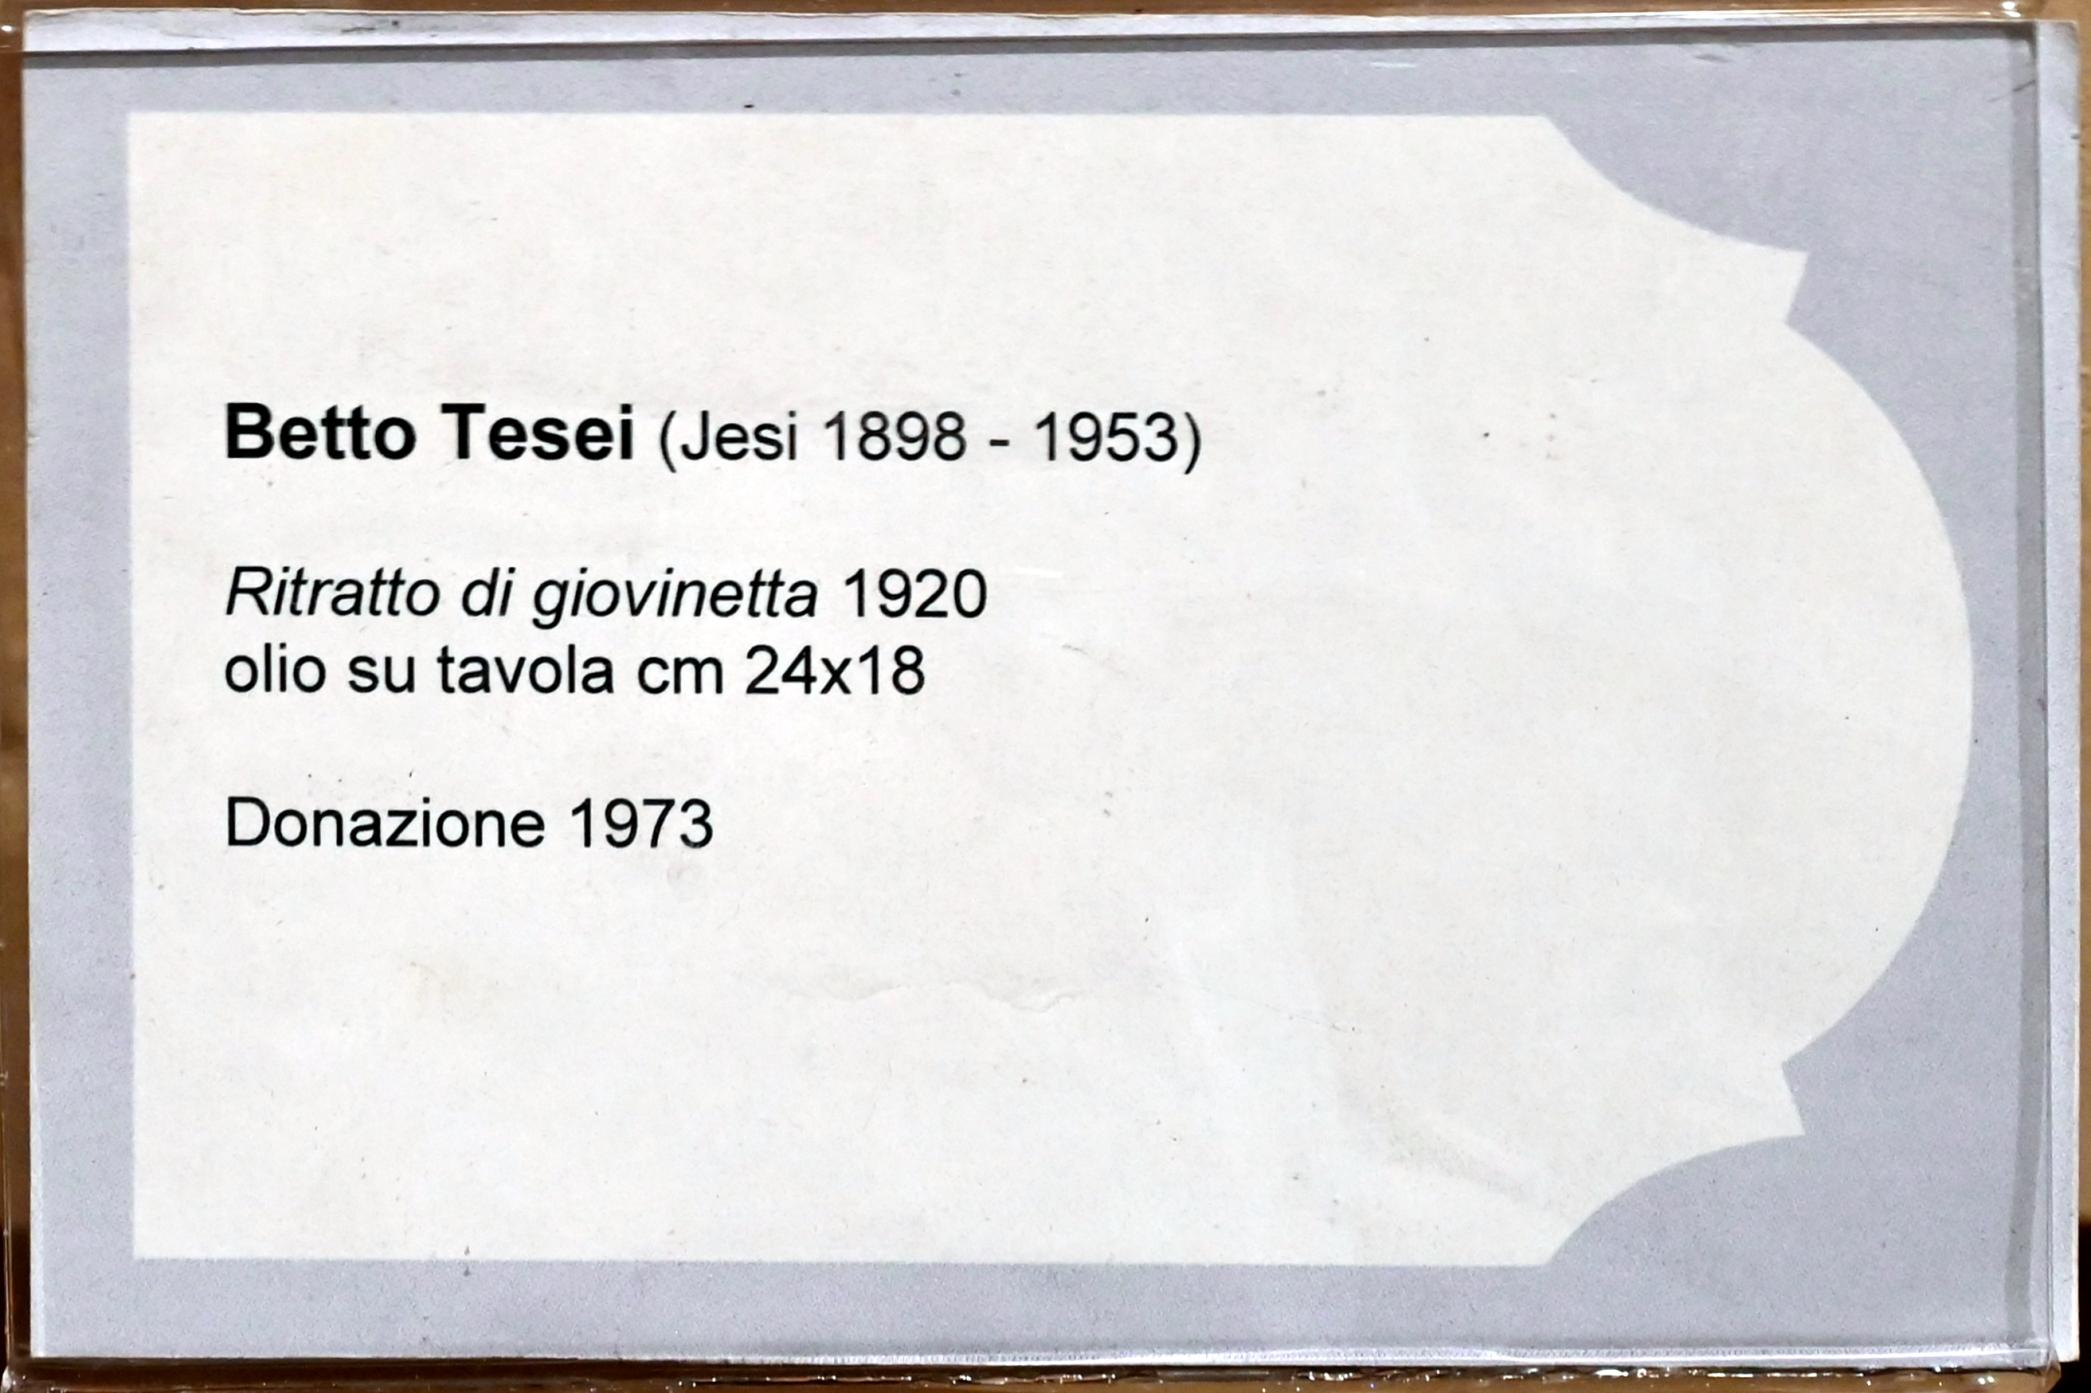 Betto Tesei (Jesi 1898 - 1953)
Ritratto di giovinetta 1920
olio su tavola cm 24x18
Donazione 1973